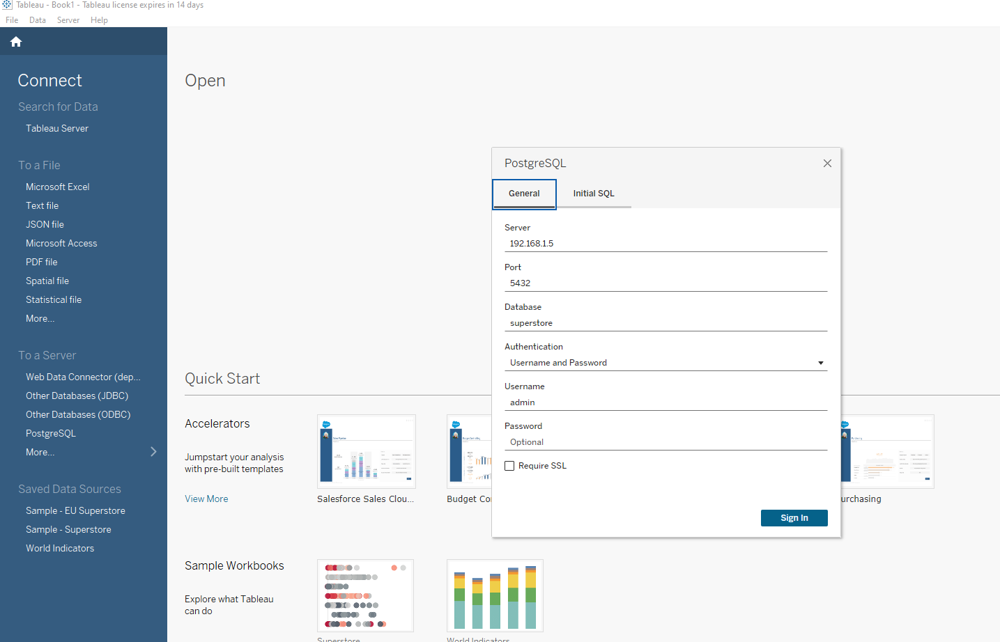 Tableau - Book1 - Tableau license expires in 14 days
File Data Server Help
Connect
Search for Data
Tableau Server
To a File
Microsoft Excel
Text file
JSON file
Microsoft Access
PDF file
Spatial file
Statistical file
More...
To a Server
Web Data Connector (dep...
Other Databases (JDBC)
Other Databases (ODBC)
PostgreSQL
More...
Saved Data Sources
Sample - EU Superstore
Sample - Superstore
World Indicators
Open
Quick Start
Accelerators
Jumpstart your analysis
with pre-built templates
View More
Salesforce Sales Clou...
Budget Co
urchasing
Sample Workbooks
Explore what Tableau
can do
Superstore
World Indicators
PostgreSQL
General Initial SQL
Server
192.168.1.5
Port
5432
Database
superstore
Authentication
Username and Password
Username
admin
Password
Optional
Require SSL
Sign In